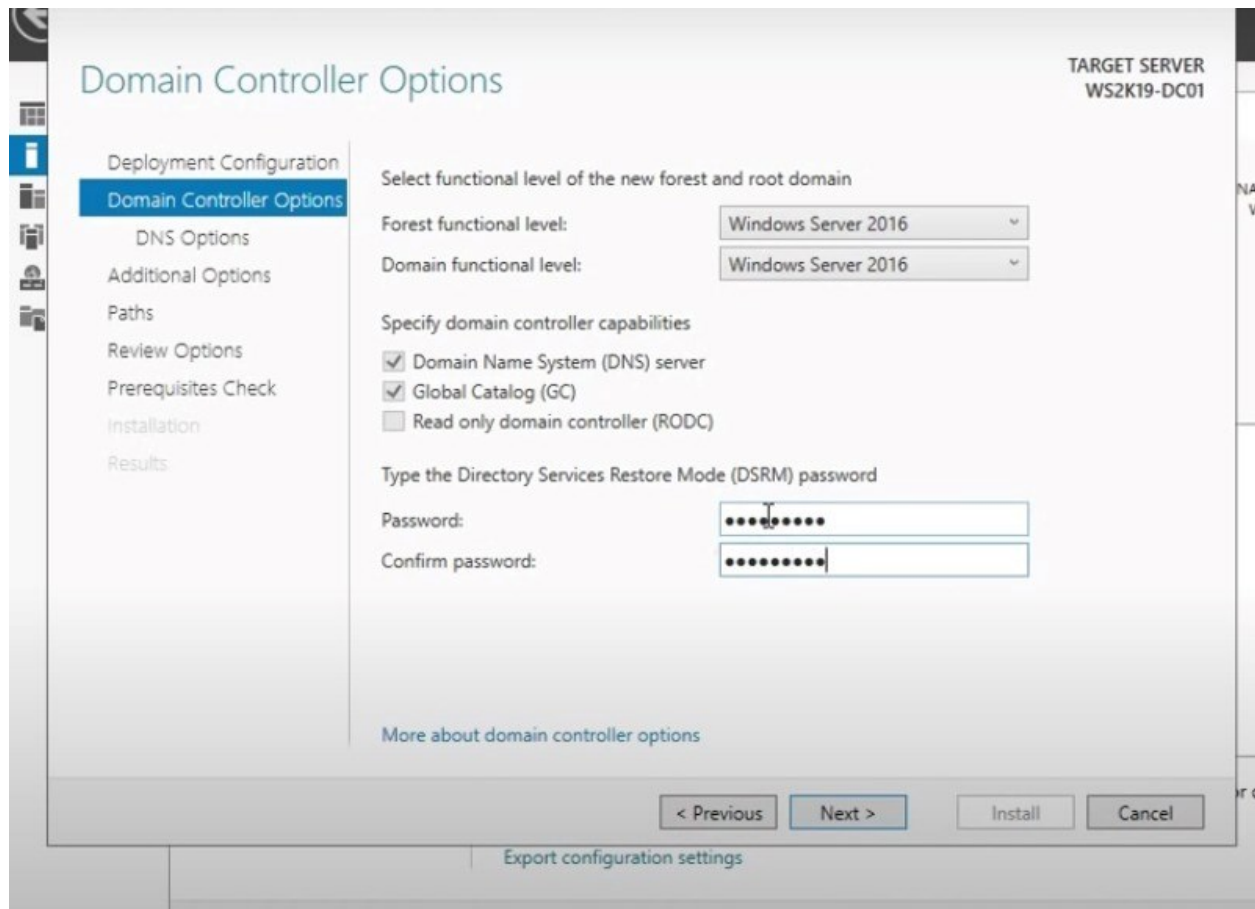 Domain Controller Options
TARGET SERVER
WS2K19-DC01
Deployment Configuration
Domain Controller Options
DNS Options
Additional Options
Paths
Review Options
Prerequisites Check
Installation
Results
Select functional level of the new forest and root domain
Forest functional level: Windows Server 2016
Domain functional level: Windows Server 2016
Specify domain controller capabilities
Domain Name System (DNS) server
Global Catalog (GC)
Read only domain controller (RODC)
Type the Directory Services Restore Mode (DSRM) password
Password: •••••••••
Confirm password: •••••••••
More about domain controller options
< Previous Next > Install Cancel
Export configuration settings